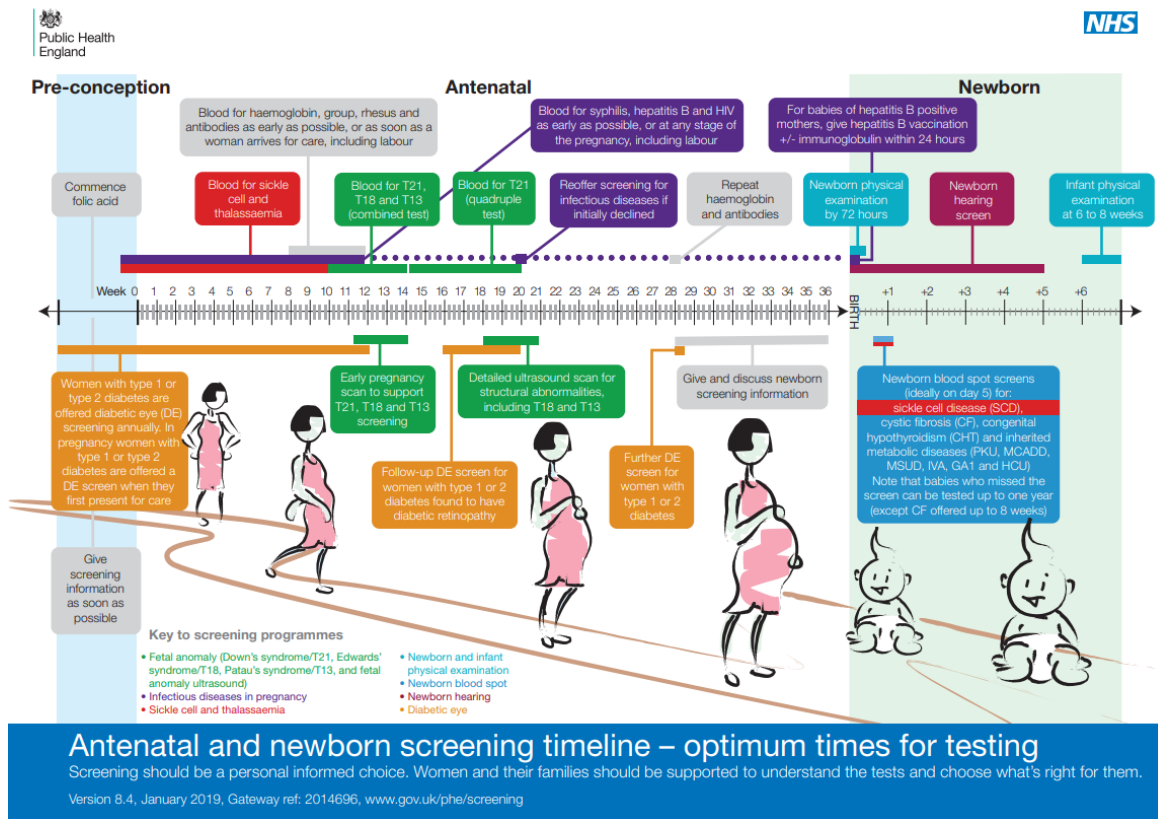 Public Health
England
NHS
Pre-conception
Antenatal
Newborn
Blood for haemoglobin, group, rhesus and
antibodies as early as possible, or as soon as a
woman arrives for care, including labour
Blood for syphilis, hepatitis B and HIV
as early as possible, or at any stage of
the pregnancy, including labour
For babies of hepatitis B positive
mothers, give hepatitis B vaccination
+/- immunoglobulin within 24 hours
Commence
folic acid
Blood for sickle
cell and
thalassaemia
Blood for T21,
T18 and T13
(combined test)
Blood for T21
(quadruple
test)
Reoffer screening for
infectious diseases if
initially declined
Repeat
haemoglobin
and antibodies
Newborn physical
examination
by 72 hours
Newborn
hearing
screen
Infant physical
examination
at 6 to 8 weeks
Week 0 1 2 3 4 5 6 7 8 9 10 11 12 13 14 15 16 17 18 19 20 21 22 23 24 25 26 27 28 29 30 31 32 33 34 35 36
BIRTH
+1 +2 +3 +4 +5 +6
Women with type 1 or
type 2 diabetes are
offered diabetic eye (DE)
screening annually. In
pregnancy women with
type 1 or type 2
diabetes are offered a
DE screen when they
first present for care
Early pregnancy
scan to support
T21, T18 and T13
screening
Detailed ultrasound scan for
structural abnormalities,
including T18 and T13
Give and discuss newborn
screening information
Newborn blood spot screens
(ideally on day 5) for:
sickle cell disease (SCD),
cystic fibrosis (CF), congenital
hypothyroidism (CHT) and inherited
metabolic diseases (PKU, MCADD,
MSUD, IVA, GA1 and HCU)
Note that babies who missed the
screen can be tested up to one year
(except CF offered up to 8 weeks)
Follow-up DE screen for
women with type 1 or 2
diabetes found to have
diabetic retinopathy
Further DE
screen for
women with
type 1 or 2
diabetes
Give
screening
information
as soon as
possible
Key to screening programmes
• Fetal anomaly (Down's syndrome/T21, Edwards'
syndrome/T18, Patau's syndrome/T13, and fetal
anomaly ultrasound)
• Infectious diseases in pregnancy
• Sickle cell and thalassaemia
• Newborn and infant
physical examination
• Newborn blood spot
• Newborn hearing
• Diabetic eye
Antenatal and newborn screening timeline – optimum times for testing
Screening should be a personal informed choice. Women and their families should be supported to understand the tests and choose what's right for them.
Version 8.4, January 2019, Gateway ref: 2014696, www.gov.uk/phe/screening